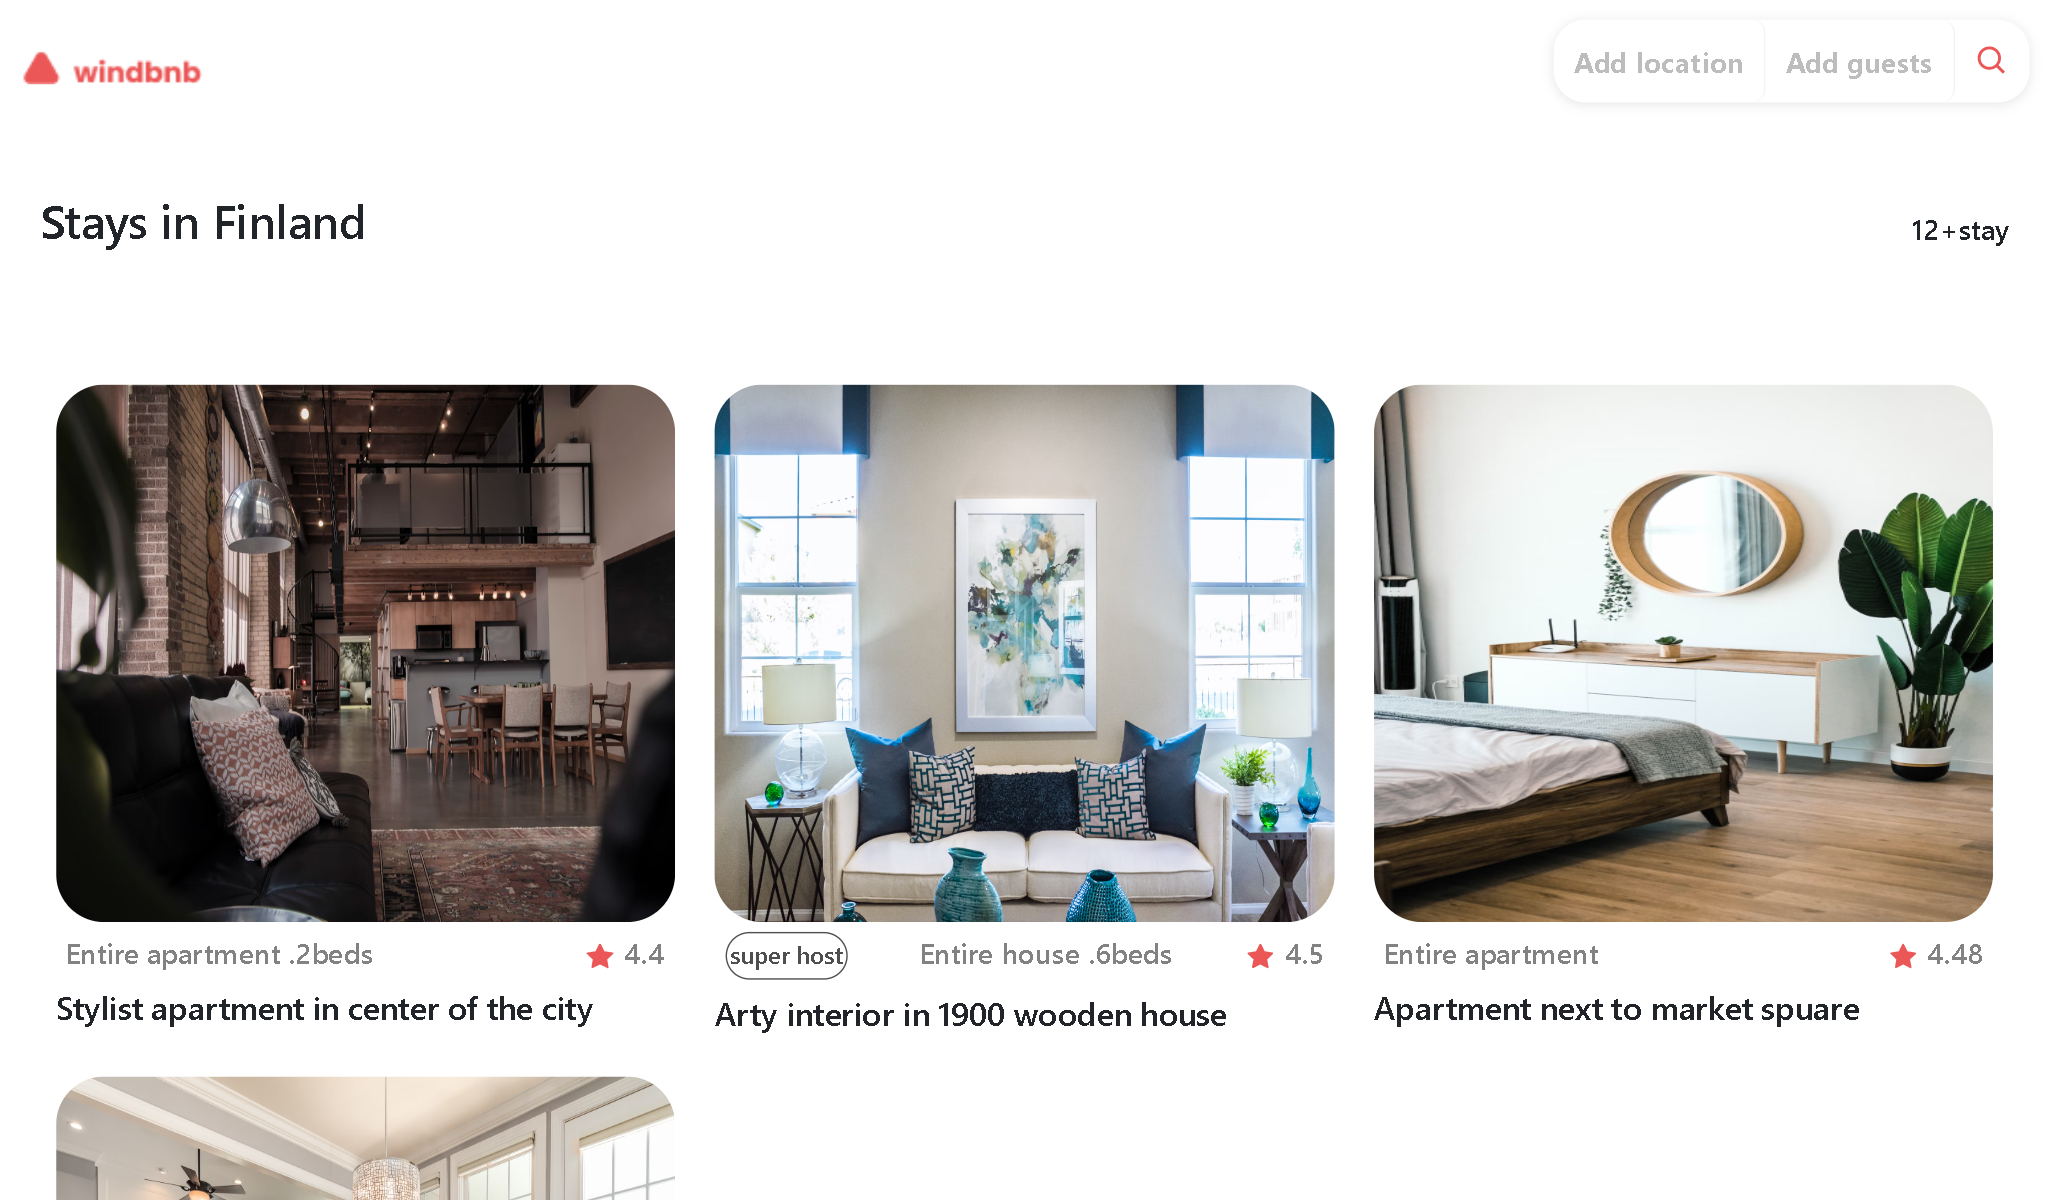 windbnb
Add location
Add guests
Stays in Finland
12+stay
Entire apartment .2beds
4.4
Stylist apartment in center of the city
super host
Entire house .6beds
4.5
Arty interior in 1900 wooden house
Entire apartment
4.48
Apartment next to market spuare